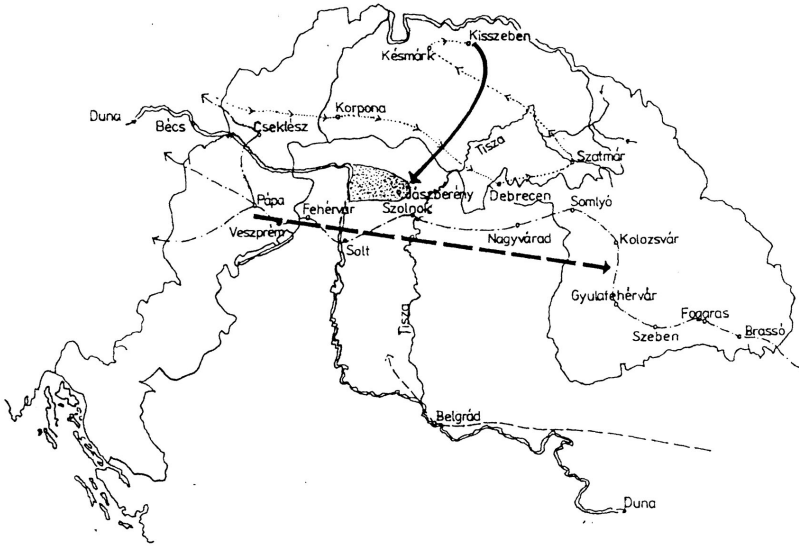 Kisszeben
Késmárk
Duna
Bécs
Cseklész
Korpona
Tisza
Szatmár
Jászberény
Debrecen
Pápa
Fehérvár
Szolnok
Somlyó
Veszprém
Solt
Nagyvárad
Kolozsvár
Gyulafehérvár
Tisza
Szeben
Fogaras
Brassó
Belgrád
Duna